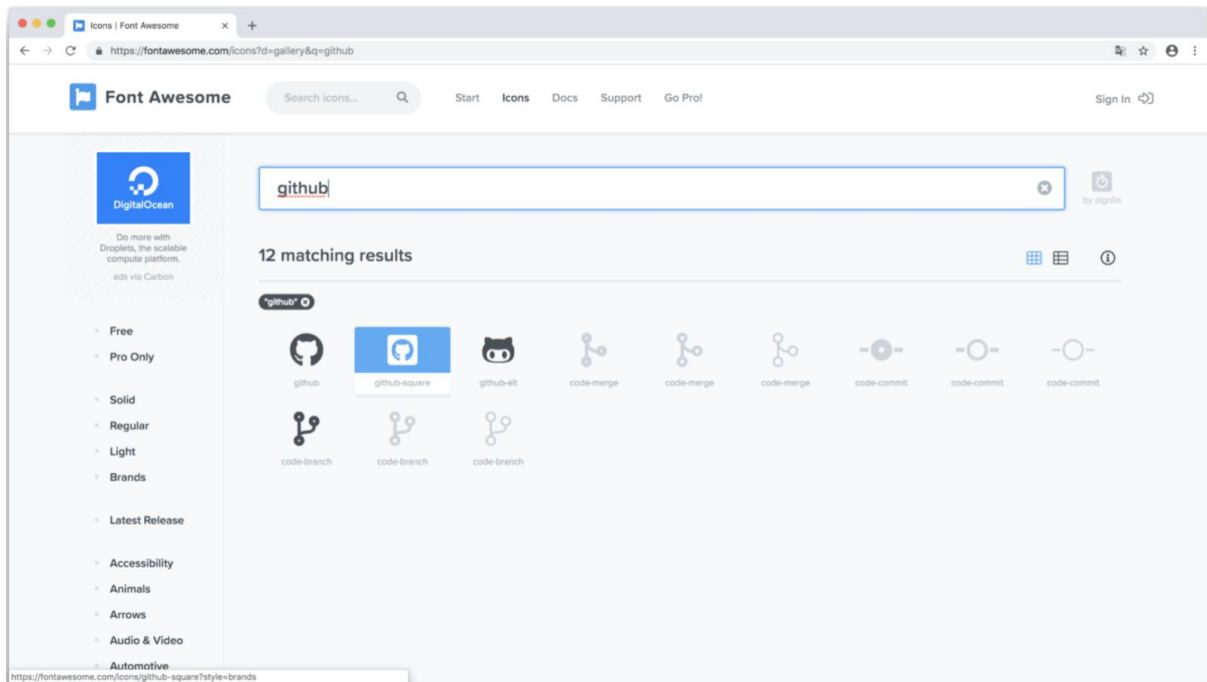 Icons | Font Awesome
https://fontawesome.com/icons?d=gallery&q=github
Font Awesome
Search icons...
Start Icons Docs Support Go Pro!
Sign In
DigitalOcean
Do more with
Droplets, the scalable
compute platform.
ads via Carbon
github
by algolia
12 matching results
"github"
github github-square github-alt code-merge code-merge code-merge code-commit code-commit code-commit
code-branch code-branch code-branch
Free
Pro Only
Solid
Regular
Light
Brands
Latest Release
Accessibility
Animals
Arrows
Audio & Video
Automotive
https://fontawesome.com/icons/github-square?style=brands